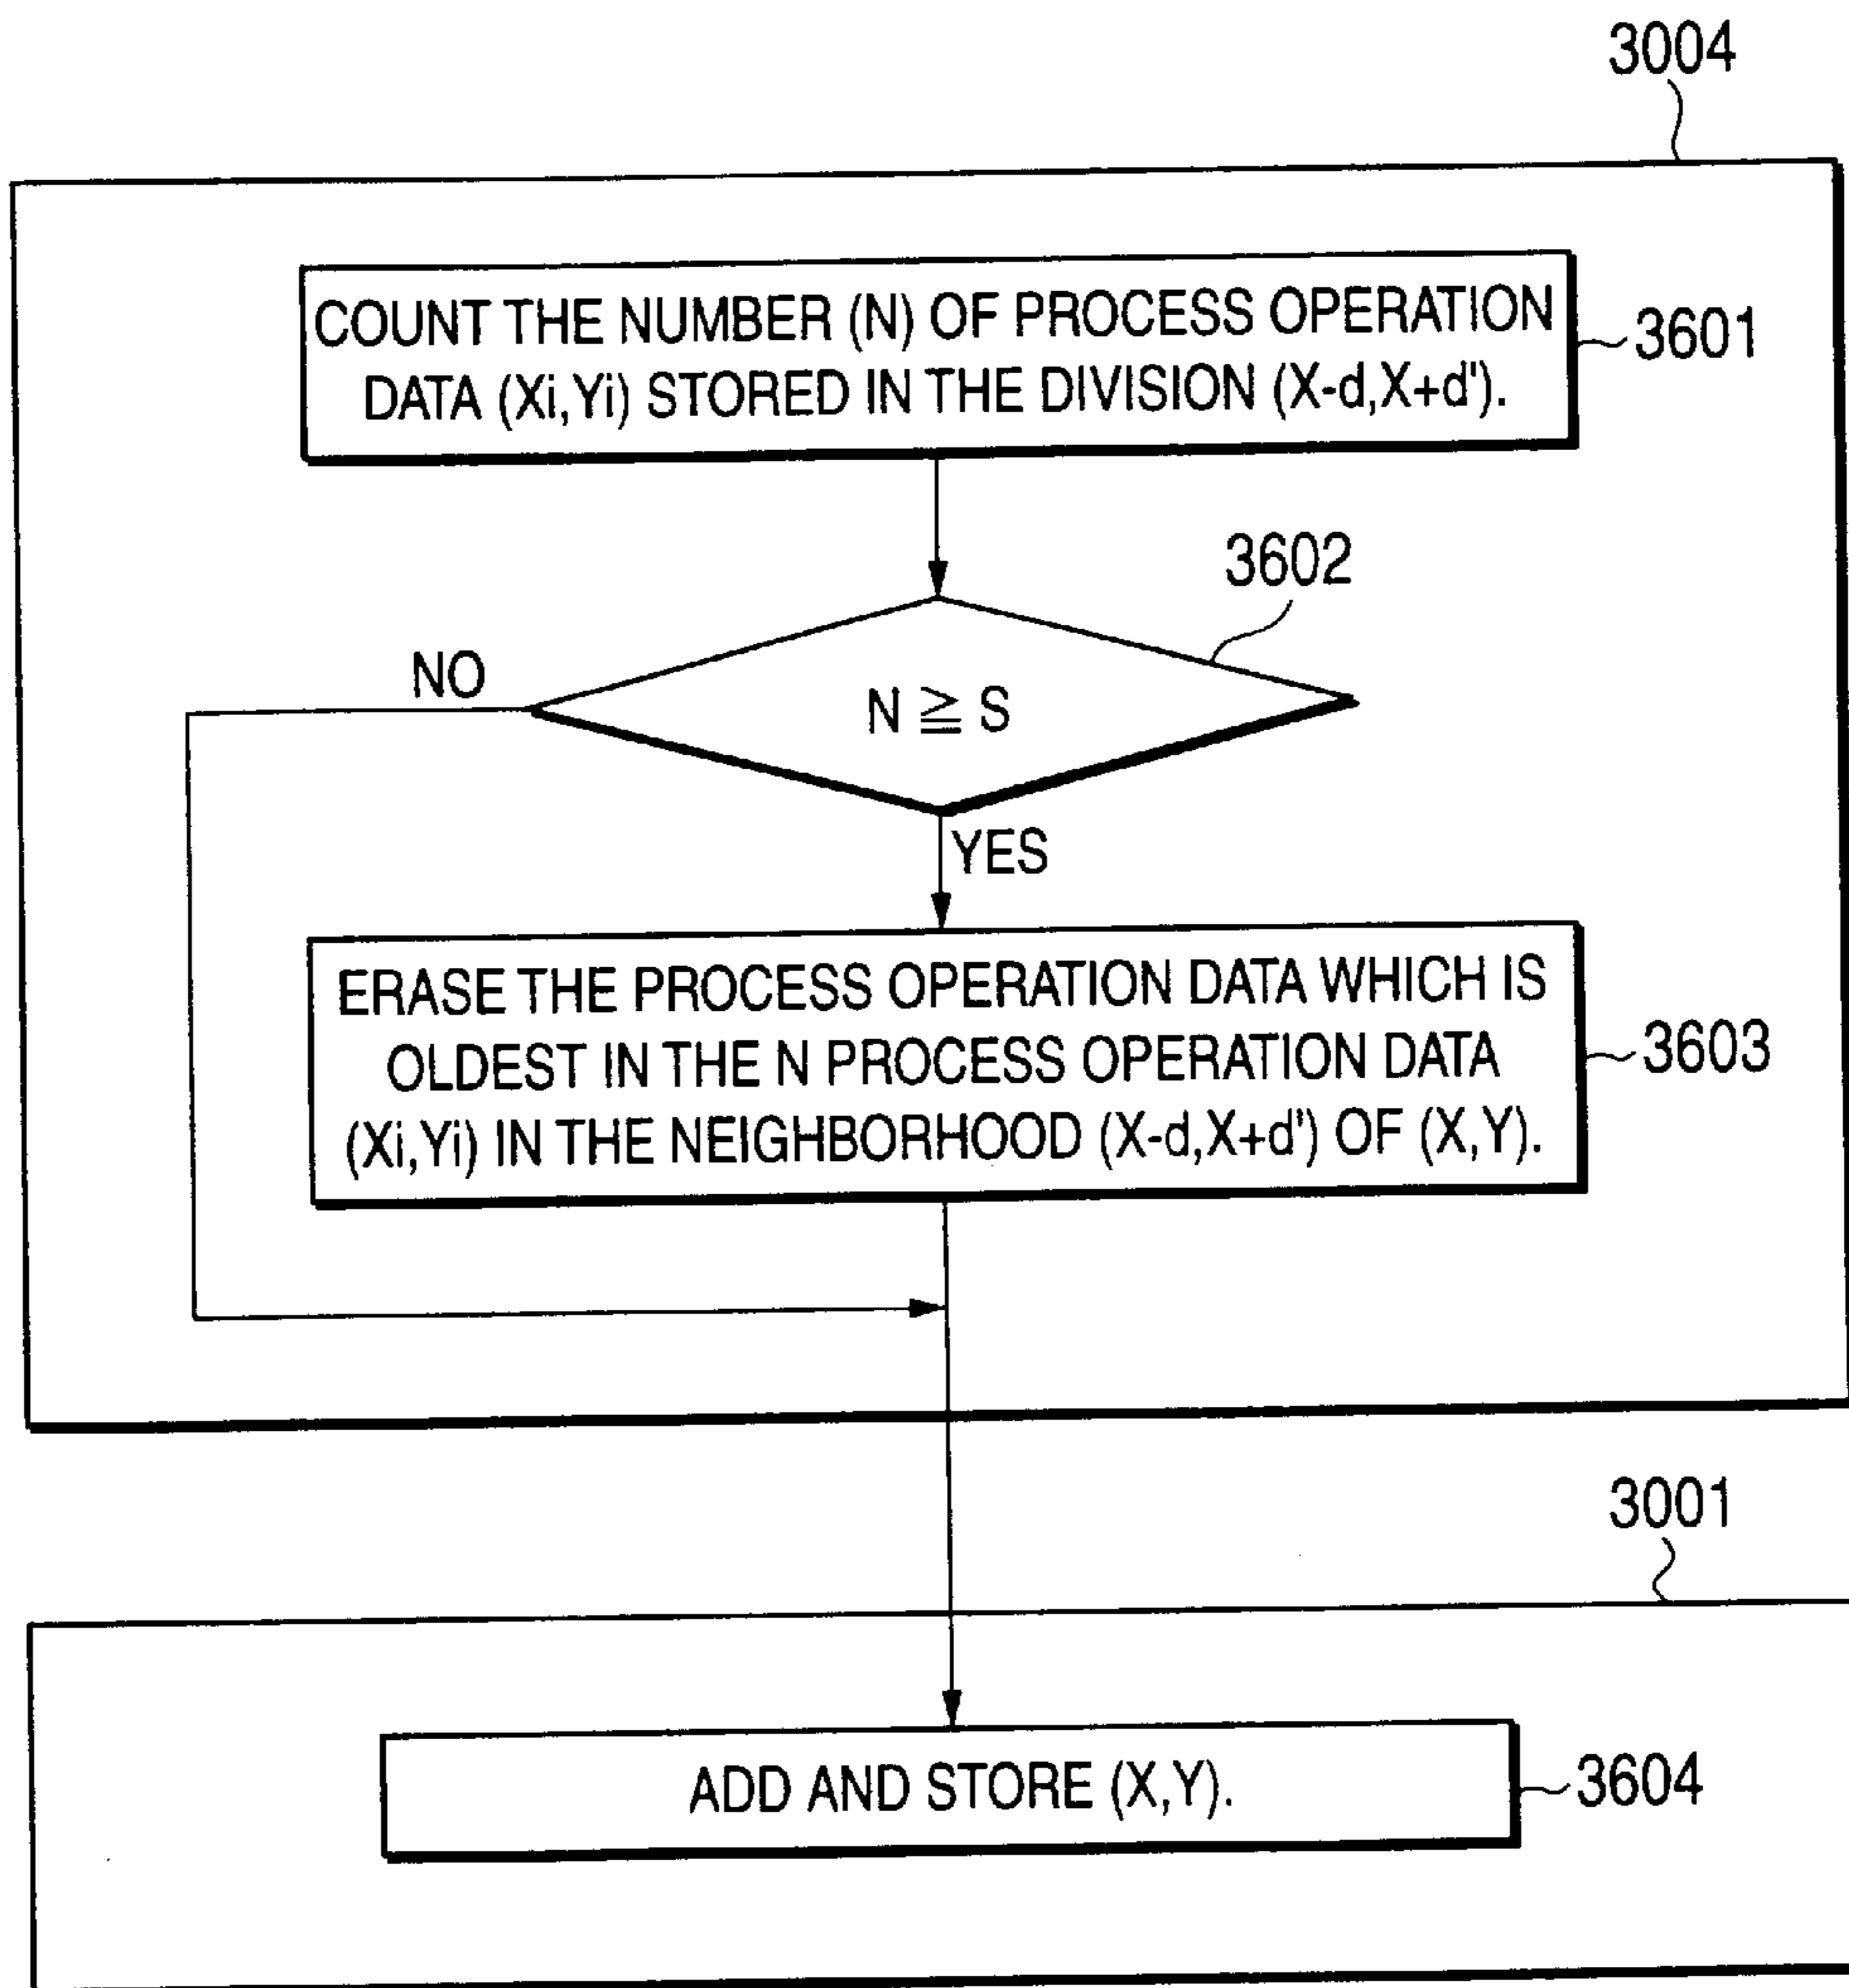 3004
COUNT THE NUMBER (N) OF PROCESS OPERATION
DATA (Xi,Yi) STORED IN THE DIVISION (X-d,X+d').
3601
3602
NO
N ≧ S
YES
ERASE THE PROCESS OPERATION DATA WHICH IS
OLDEST IN THE N PROCESS OPERATION DATA
(Xi,Yi) IN THE NEIGHBORHOOD (X-d,X+d') OF (X,Y).
3603
3001
ADD AND STORE (X,Y).
3604